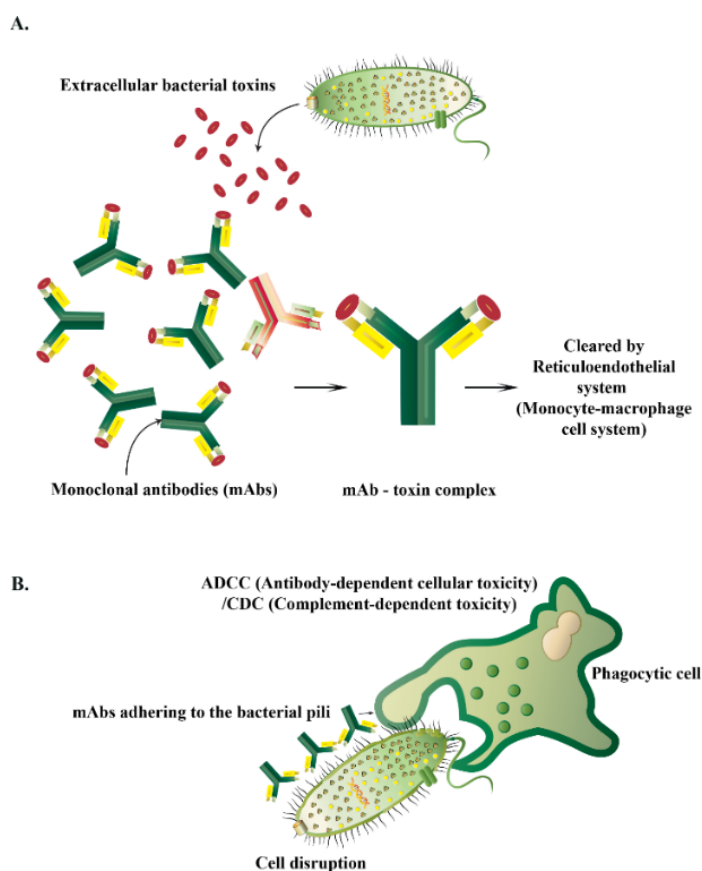 A.
Extracellular bacterial toxins
Cleared by
Reticuloendothelial
system
(Monocyte-macrophage
cell system)
Monoclonal antibodies (mAbs)
mAb - toxin complex
B.
ADCC (Antibody-dependent cellular toxicity)
/CDC (Complement-dependent toxicity)
Phagocytic cell
mAbs adhering to the bacterial pili
Cell disruption